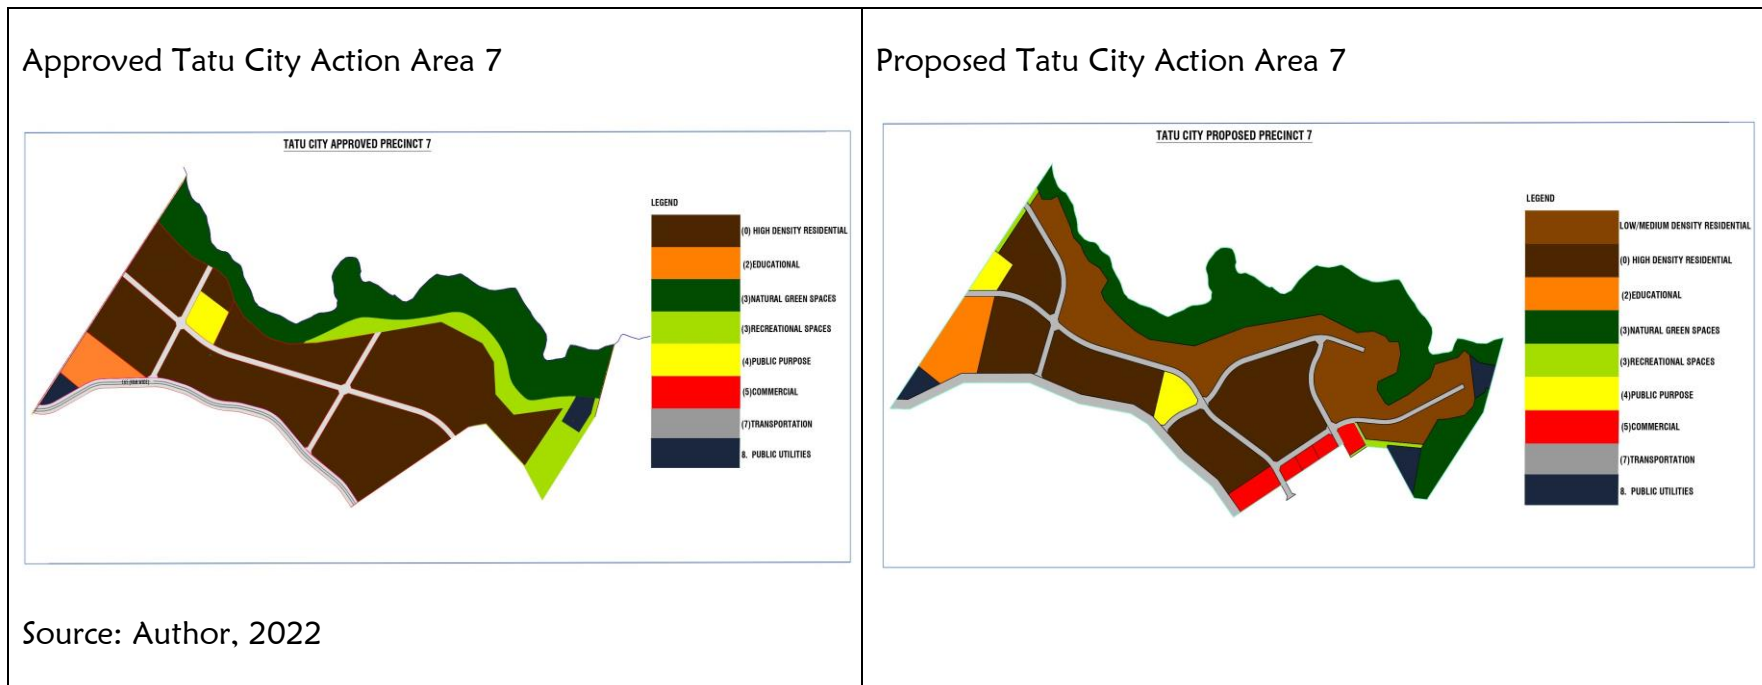 Approved Tatu City Action Area 7
TATU CITY APPROVED PRECINCT 7
LEGEND
(0) HIGH DENSITY RESIDENTIAL
(2)EDUCATIONAL
(3)NATURAL GREEN SPACES
(3)RECREATIONAL SPACES
(4)PUBLIC PURPOSE
(5)COMMERCIAL
(7)TRANSPORTATION
8. PUBLIC UTILITIES
Source: Author, 2022
Proposed Tatu City Action Area 7
TATU CITY PROPOSED PRECINCT 7
LEGEND
LOW/MEDIUM DENSITY RESIDENTIAL
(0) HIGH DENSITY RESIDENTIAL
(2)EDUCATIONAL
(3)NATURAL GREEN SPACES
(3)RECREATIONAL SPACES
(4)PUBLIC PURPOSE
(5)COMMERCIAL
(7)TRANSPORTATION
8. PUBLIC UTILITIES